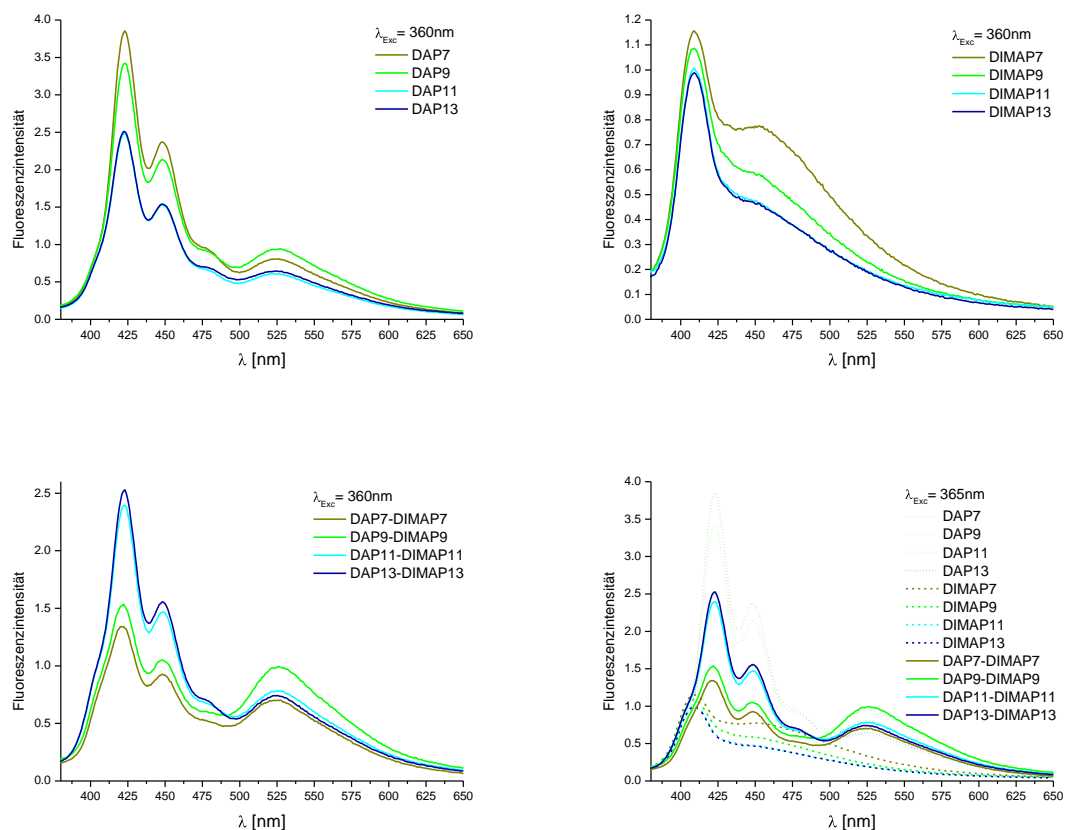 4.0
3.5
3.0
2.5
2.0
1.5
1.0
0.5
0.0
400 425 450 475 500 525 550 575 600 625 650
Fluoreszenzintensität
λ [nm]
λExc= 360nm
DAP7
DAP9
DAP11
DAP13
1.2
1.1
1.0
0.9
0.8
0.7
0.6
0.5
0.4
0.3
0.2
0.1
0.0
400 425 450 475 500 525 550 575 600 625 650
Fluoreszenzintensität
λ [nm]
λExc= 360nm
DIMAP7
DIMAP9
DIMAP11
DIMAP13
2.5
2.0
1.5
1.0
0.5
0.0
400 425 450 475 500 525 550 575 600 625 650
Fluoreszenzintensität
λ [nm]
λExc= 360nm
DAP7-DIMAP7
DAP9-DIMAP9
DAP11-DIMAP11
DAP13-DIMAP13
4.0
3.5
3.0
2.5
2.0
1.5
1.0
0.5
0.0
400 425 450 475 500 525 550 575 600 625 650
Fluoreszenzintensität
λ [nm]
λExc= 365nm
DAP7
DAP9
DAP11
DAP13
DIMAP7
DIMAP9
DIMAP11
DIMAP13
DAP7-DIMAP7
DAP9-DIMAP9
DAP11-DIMAP11
DAP13-DIMAP13